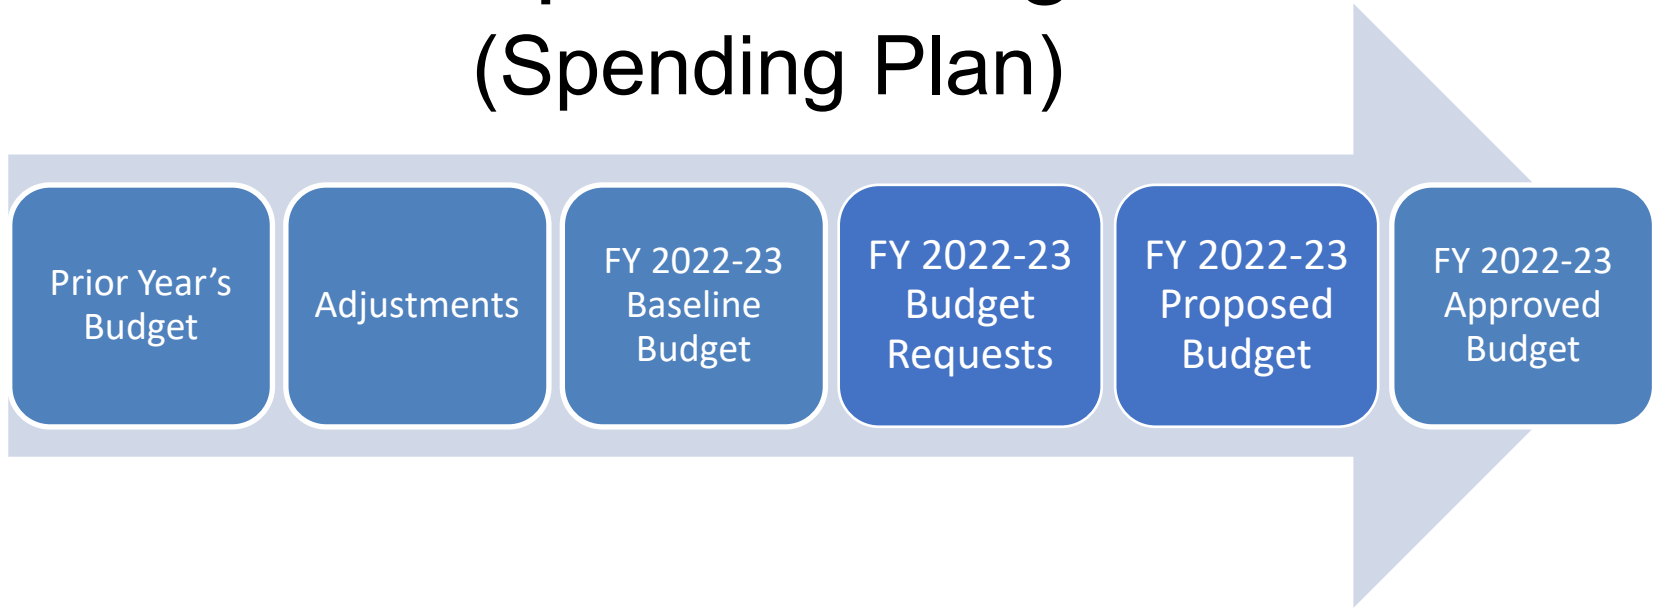 (Spending Plan)
Prior Year’s
Budget
Adjustments
FY 2022-23
Baseline
Budget
FY 2022-23
Budget
Requests
FY 2022-23
Proposed
Budget
FY 2022-23
Approved
Budget